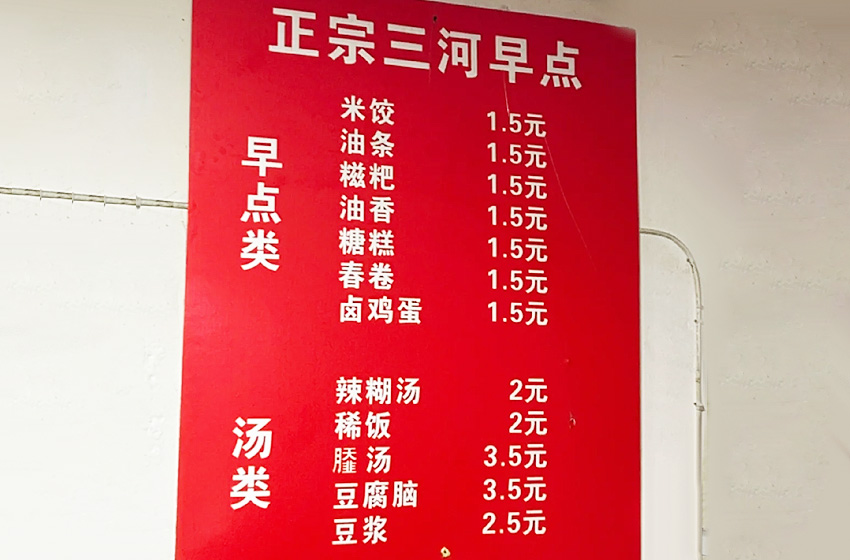 正宗三河早点
早点类
米饺 1.5元
油条 1.5元
糍粑 1.5元
油香 1.5元
糖糕 1.5元
春卷 1.5元
卤鸡蛋 1.5元
汤类
辣糊汤 2元
稀饭 2元
汤 3.5元
豆腐脑 3.5元
豆浆 2.5元